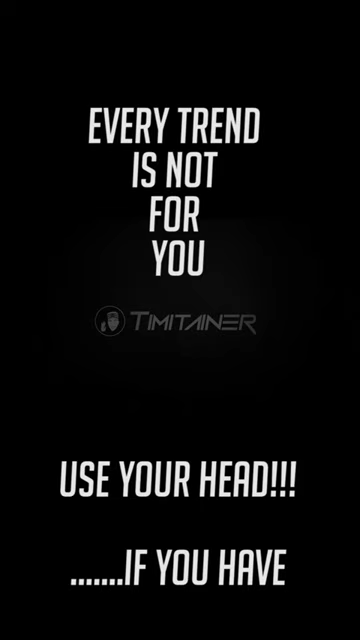 EVERY TREND
IS NOT
FOR
YOU
TIMITAINER
USE YOUR HEAD!!!
.......IF YOU HAVE